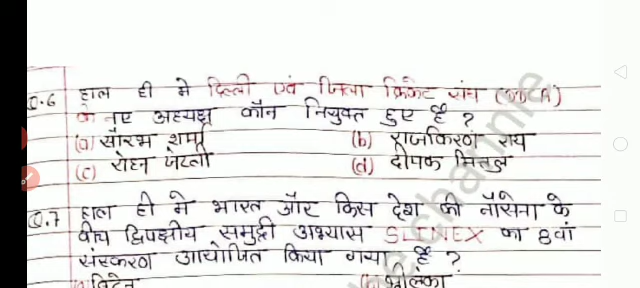 Q.6 हाल ही मे दिल्ली एवं जिला क्रिकेट संघ (DDCA)
के नए अध्यक्ष कौन नियुक्त हुए है ?
(a) सौरभ शर्मा (b) राजकिरण राय
(c) रोहन जेटली (d) दीपक मित्तल
Q.7 हाल ही मे भारत और किस देश की नौसेना के
बीच द्विपक्षीय समुद्री अभ्यास SLINEX का 8वां
संस्करण आयोजित किया गया है ?
(a) ब्रिटेन (b) श्रीलंका